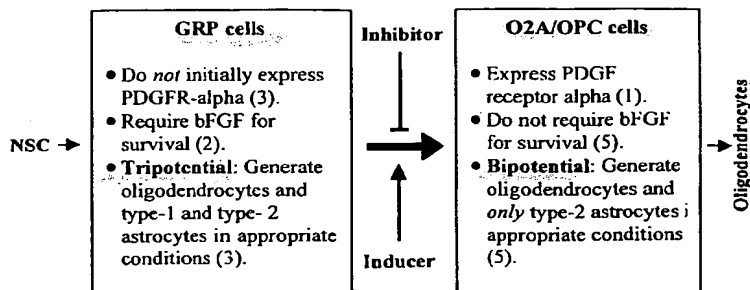 GRP cells
• Do not initially express
PDGFR-alpha (3).
• Require bFGF for
survival (2).
• Tripotential: Generate
oligodendrocytes and
type-1 and type- 2
astrocytes in appropriate
conditions (3).
NSC
Inhibitor
Inducer
O2A/OPC cells
• Express PDGF
receptor alpha (1).
• Do not require bFGF
for survival (5).
• Bipotential: Generate
oligodendrocytes and
only type-2 astrocytes i
appropriate conditions
(5).
Oligodendrocytes